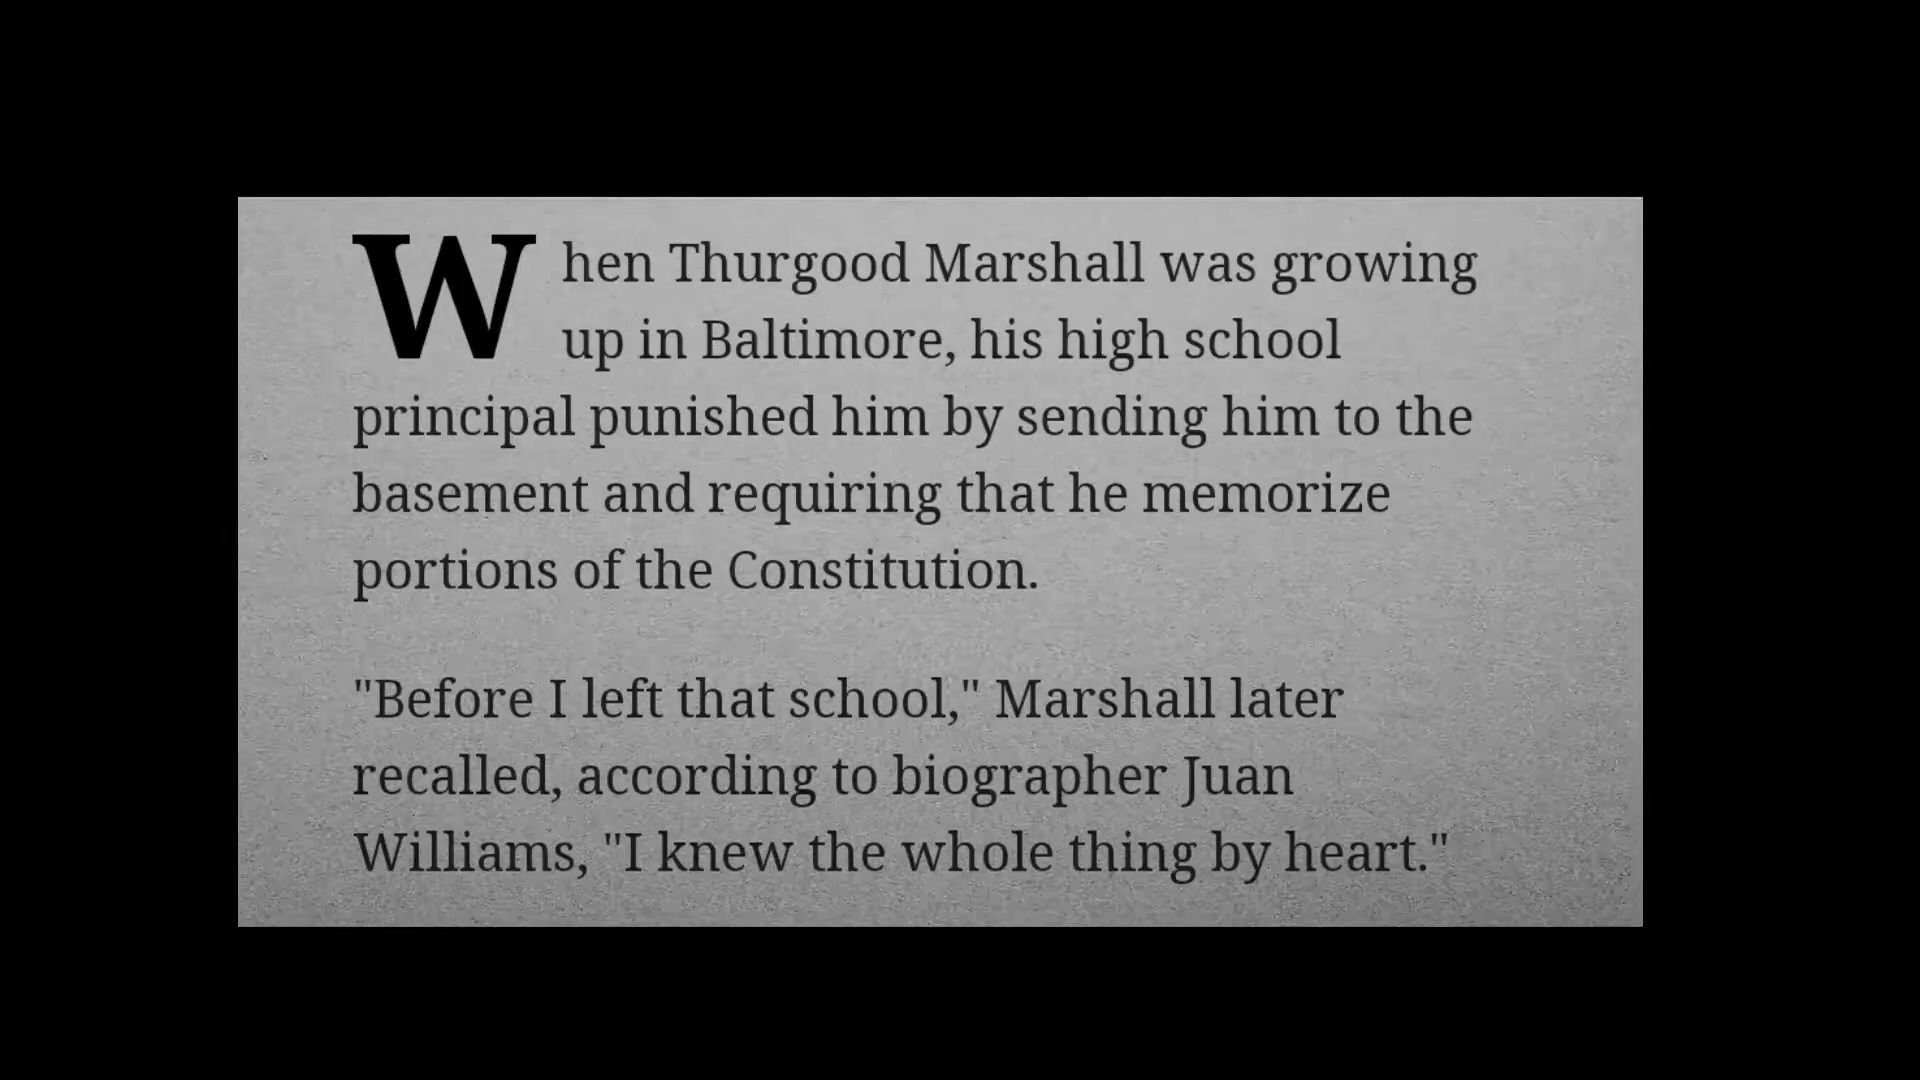 When Thurgood Marshall was growing
up in Baltimore, his high school
principal punished him by sending him to the
basement and requiring that he memorize
portions of the Constitution.
"Before I left that school," Marshall later
recalled, according to biographer Juan
Williams, "I knew the whole thing by heart."